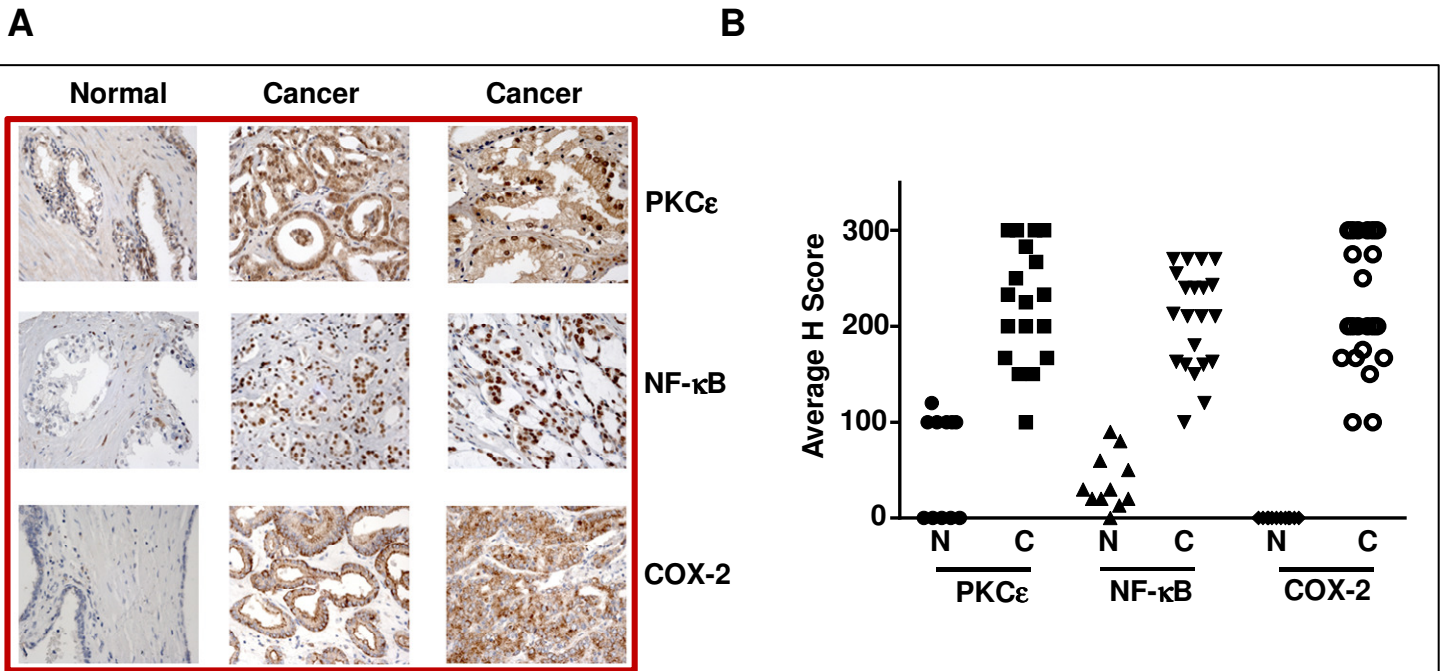 A
B
Normal Cancer Cancer
PKCε
NF-κB
COX-2
Average H Score
300
200
100
0
N C N C N C
PKCε NF-κB COX-2